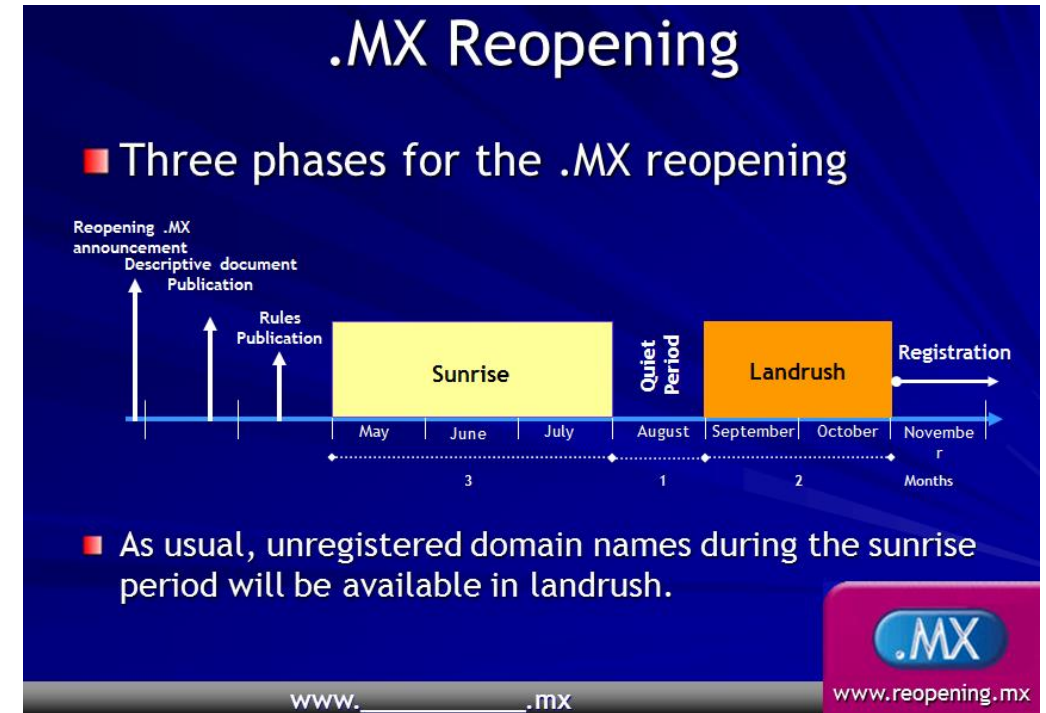 .MX Reopening
Three phases for the .MX reopening
Reopening .MX
announcement
Descriptive document
Publication
Rules
Publication
Sunrise
Quiet
Period
Landrush
Registration
May
June
July
August
September
October
Novembe
r
3
1
2
Months
As usual, unregistered domain names during the sunrise
period will be available in landrush.
.MX
www.reopening.mx
www.____________.mx